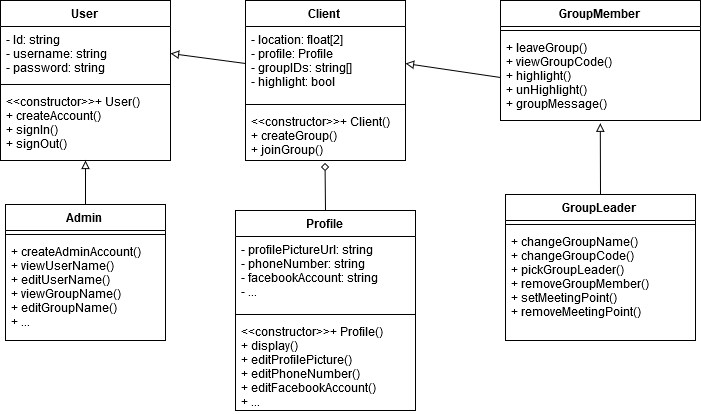 User
- Id: string
- username: string
- password: string
<<constructor>>+ User()
+ createAccount()
+ signIn()
+ signOut()
Client
- location: float[2]
- profile: Profile
- groupIDs: string[]
- highlight: bool
<<constructor>>+ Client()
+ createGroup()
+ joinGroup()
GroupMember
+ leaveGroup()
+ viewGroupCode()
+ highlight()
+ unHighlight()
+ groupMessage()
Admin
+ createAdminAccount()
+ viewUserName()
+ editUserName()
+ viewGroupName()
+ editGroupName()
+ ...
Profile
- profilePictureUrl: string
- phoneNumber: string
- facebookAccount: string
- ...
<<constructor>>+ Profile()
+ display()
+ editProfilePicture()
+ editPhoneNumber()
+ editFacebookAccount()
+ ...
GroupLeader
+ changeGroupName()
+ changeGroupCode()
+ pickGroupLeader()
+ removeGroupMember()
+ setMeetingPoint()
+ removeMeetingPoint()